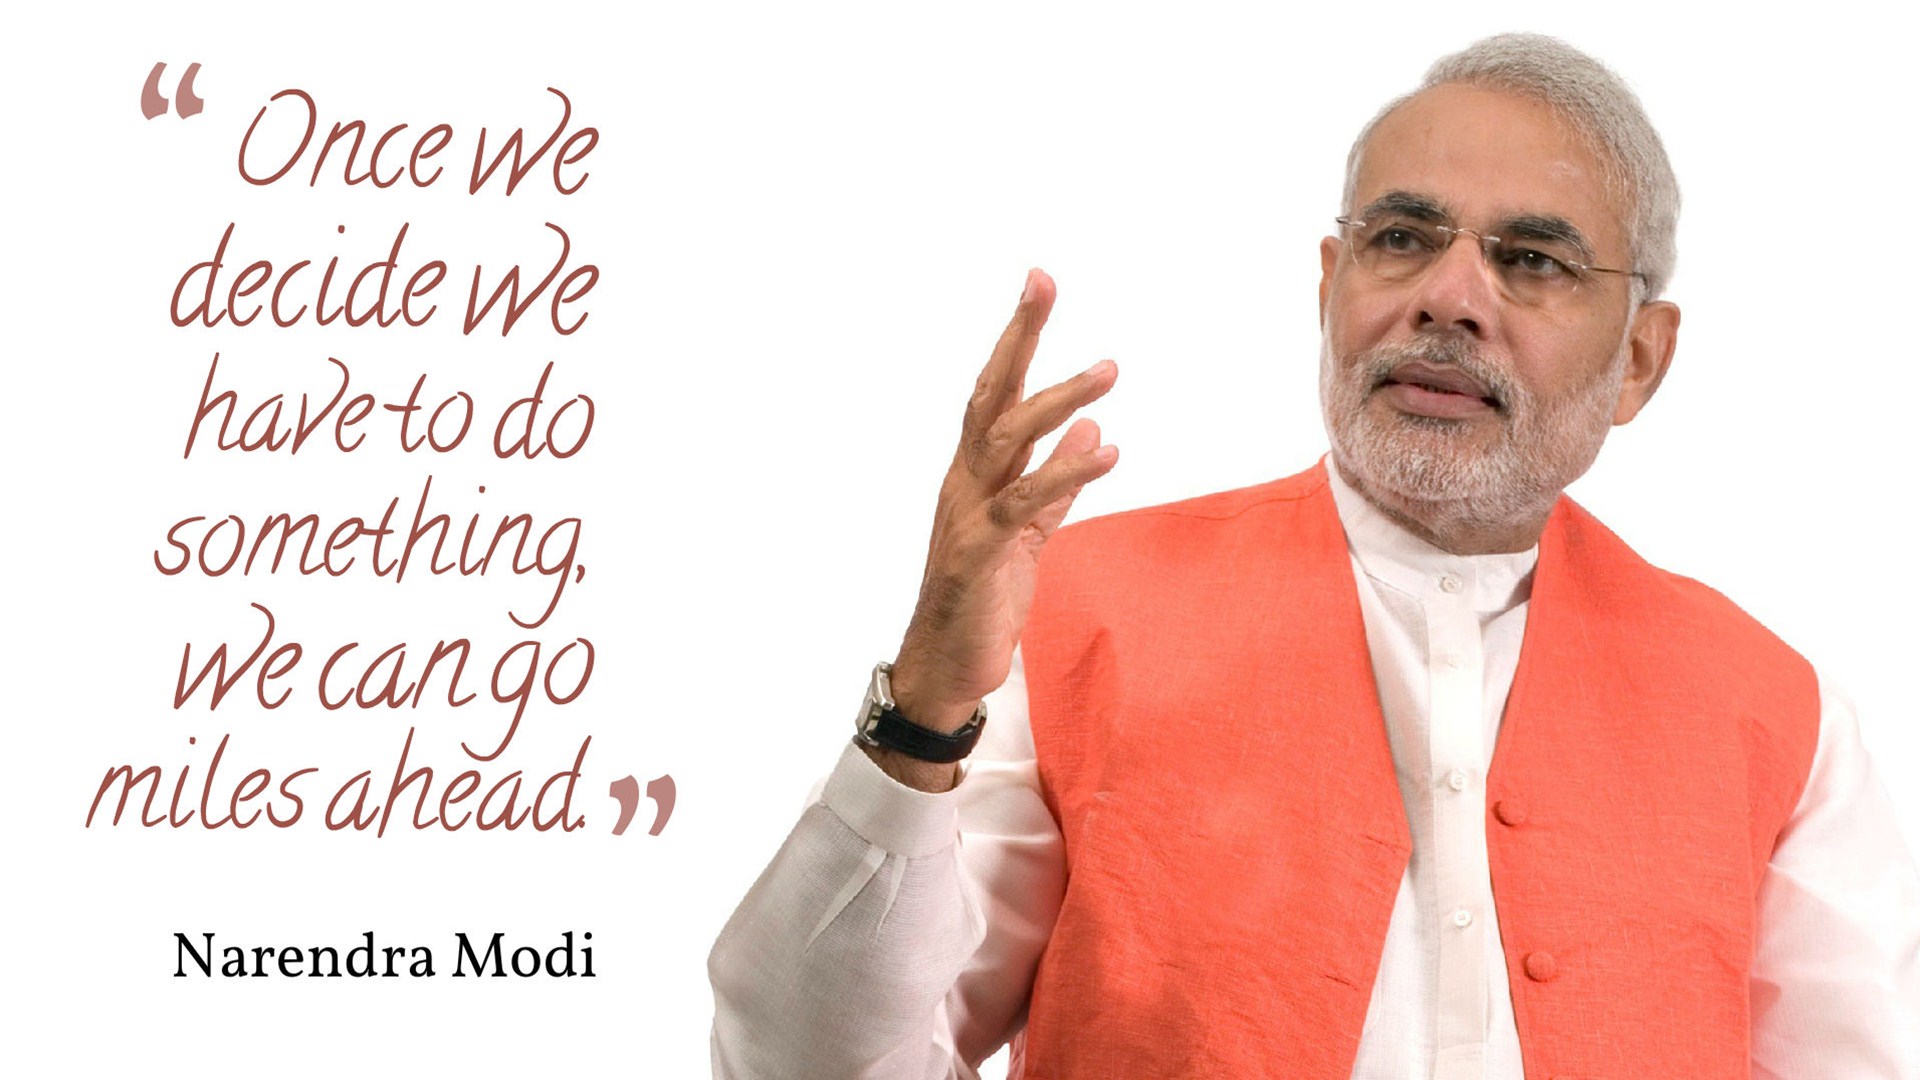 “ Once we
decide we
have to do
something,
we can go
miles ahead. ”
Narendra Modi